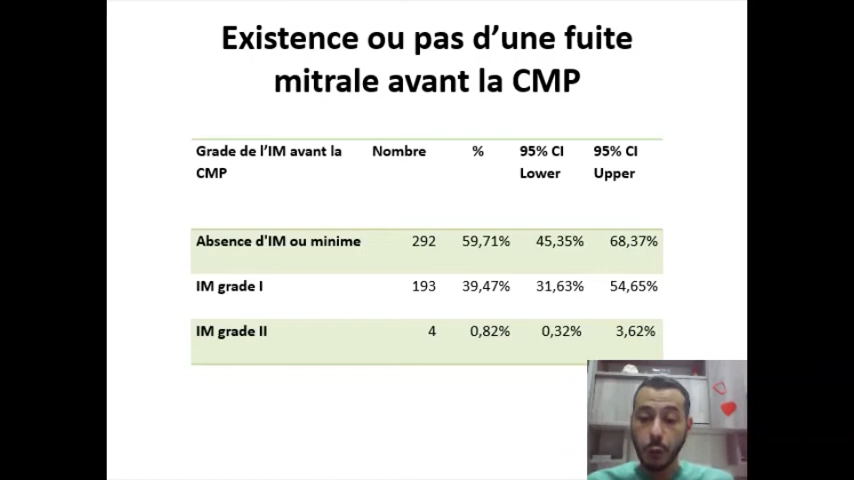 Existence ou pas d’une fuite
mitrale avant la CMP
Grade de l’IM avant la CMP Nombre % 95% CI Lower 95% CI Upper
Absence d'IM ou minime 292 59,71% 45,35% 68,37%
IM grade I 193 39,47% 31,63% 54,65%
IM grade II 4 0,82% 0,32% 3,62%